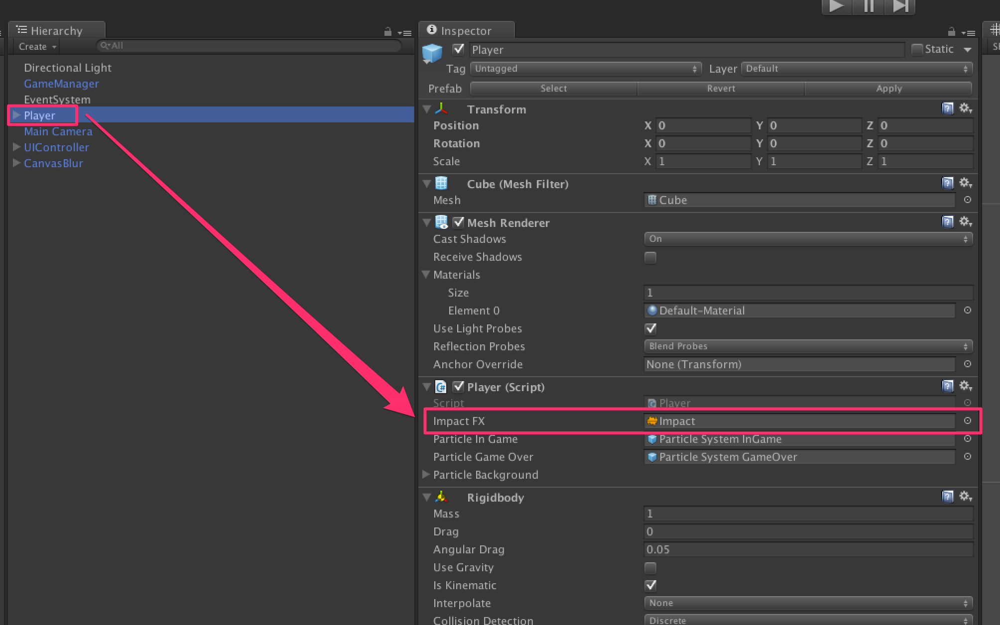 Hierarchy
Create
All
Directional Light
GameManager
EventSystem
Player
Main Camera
UIController
CanvasBlur
Inspector
Player
Static
Tag Untagged Layer Default
Prefab Select Revert Apply
Transform
Position X 0 Y 0 Z 0
Rotation X 0 Y 0 Z 0
Scale X 1 Y 1 Z 1
Cube (Mesh Filter)
Mesh Cube
Mesh Renderer
Cast Shadows On
Receive Shadows
Materials
Size 1
Element 0 Default-Material
Use Light Probes
Reflection Probes Blend Probes
Anchor Override None (Transform)
Player (Script)
Script Player
Impact FX Impact
Particle In Game Particle System InGame
Particle Game Over Particle System GameOver
Particle Background
Rigidbody
Mass 1
Drag 0
Angular Drag 0.05
Use Gravity
Is Kinematic
Interpolate None
Collision Detection Discrete